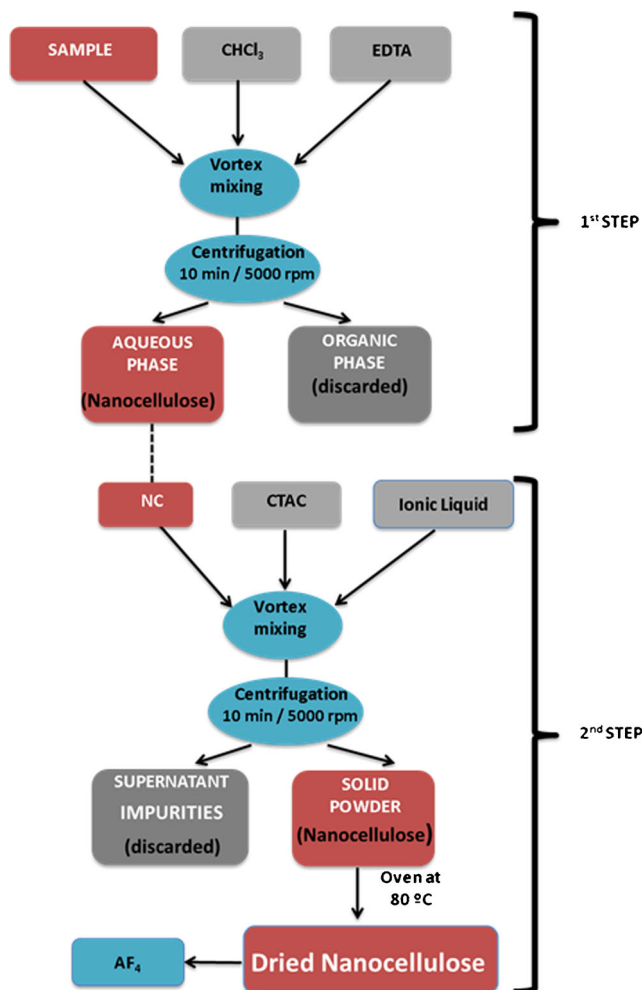 SAMPLE
CHCl₃
EDTA
Vortex
mixing
Centrifugation
10 min / 5000 rpm
1ˢᵗ STEP
AQUEOUS
PHASE
(Nanocellulose)
ORGANIC
PHASE
(discarded)
NC
CTAC
Ionic Liquid
Vortex
mixing
Centrifugation
10 min / 5000 rpm
2ⁿᵈ STEP
SUPERNATANT
IMPURITIES
(discarded)
SOLID
POWDER
(Nanocellulose)
Oven at
80 ºC
AF₄
Dried Nanocellulose